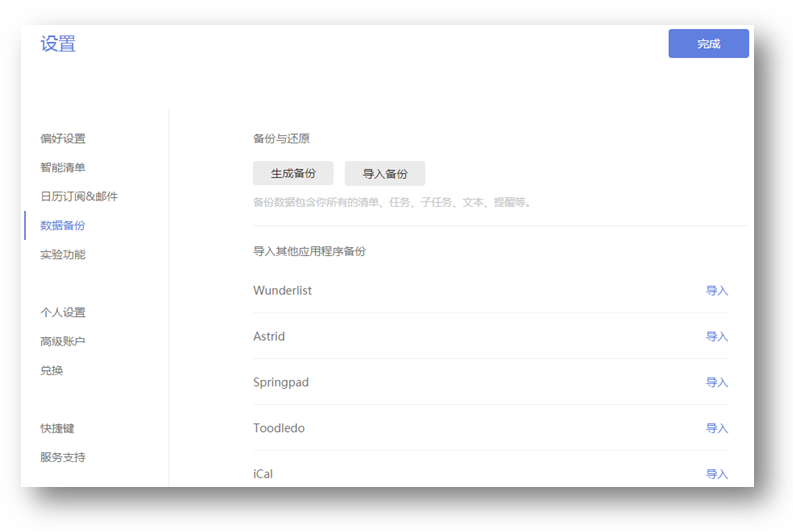 设置
完成
偏好设置
智能清单
日历订阅&邮件
数据备份
实验功能
个人设置
高级账户
兑换
快捷键
服务支持
备份与还原
生成备份 导入备份
备份数据包含你所有的清单、任务、子任务、文本、提醒等。
导入其他应用程序备份
Wunderlist 导入
Astrid 导入
Springpad 导入
Toodledo 导入
iCal 导入